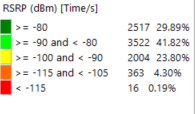 RSRP (dBm) [Time/s]
>= -80 2517 29.89%
>= -90 and < -80 3522 41.82%
>= -100 and < -90 2004 23.80%
>= -115 and < -105 363 4.30%
< -115 16 0.19%